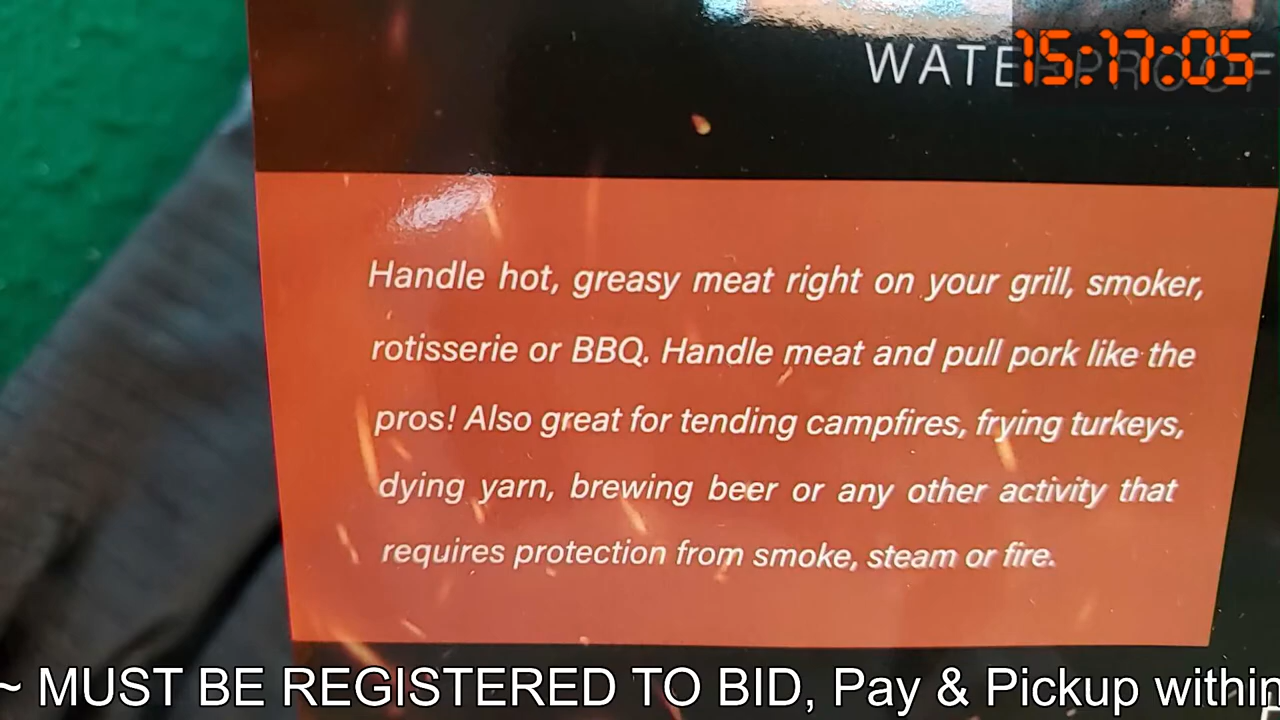 WATERPROOF
15:17:05
Handle hot, greasy meat right on your grill, smoker,
rotisserie or BBQ. Handle meat and pull pork like the
pros! Also great for tending campfires, frying turkeys,
dying yarn, brewing beer or any other activity that
requires protection from smoke, steam or fire.
~ MUST BE REGISTERED TO BID, Pay & Pickup within